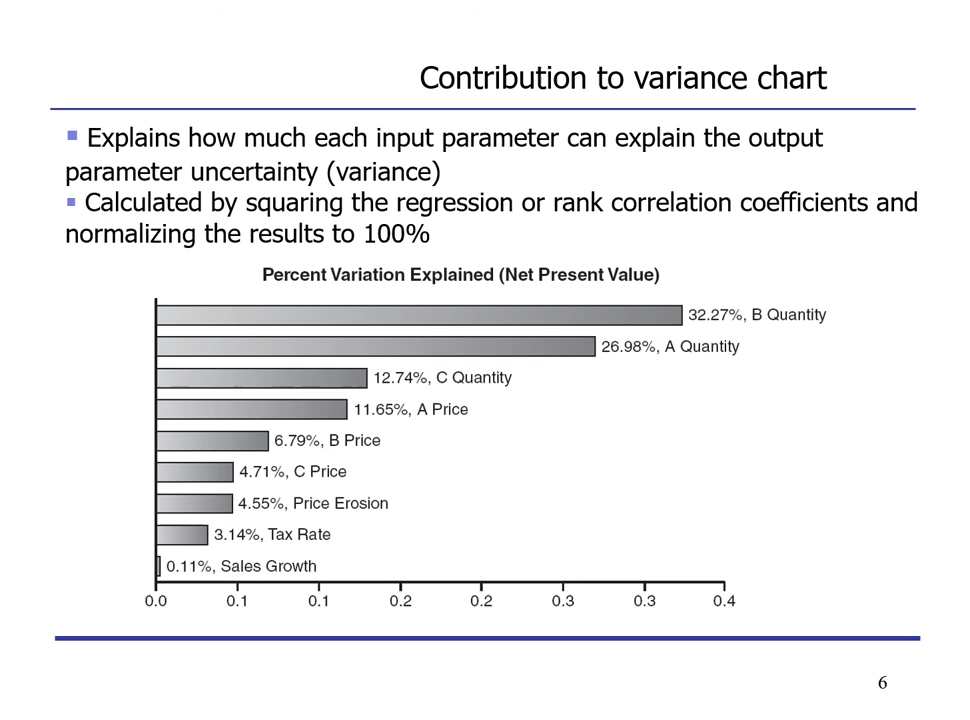 Contribution to variance chart
▪ Explains how much each input parameter can explain the output
parameter uncertainty (variance)
▪ Calculated by squaring the regression or rank correlation coefficients and
normalizing the results to 100%
Percent Variation Explained (Net Present Value)
32.27%, B Quantity
26.98%, A Quantity
12.74%, C Quantity
11.65%, A Price
6.79%, B Price
4.71%, C Price
4.55%, Price Erosion
3.14%, Tax Rate
0.11%, Sales Growth
0.0 0.1 0.1 0.2 0.2 0.3 0.3 0.4
6